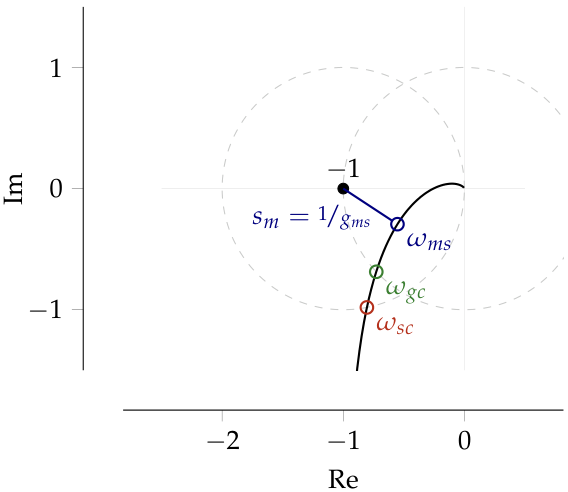 1
0
−1
Im
−1
s_m = 1/g_ms
ω_ms
ω_gc
ω_sc
−2
−1
0
Re